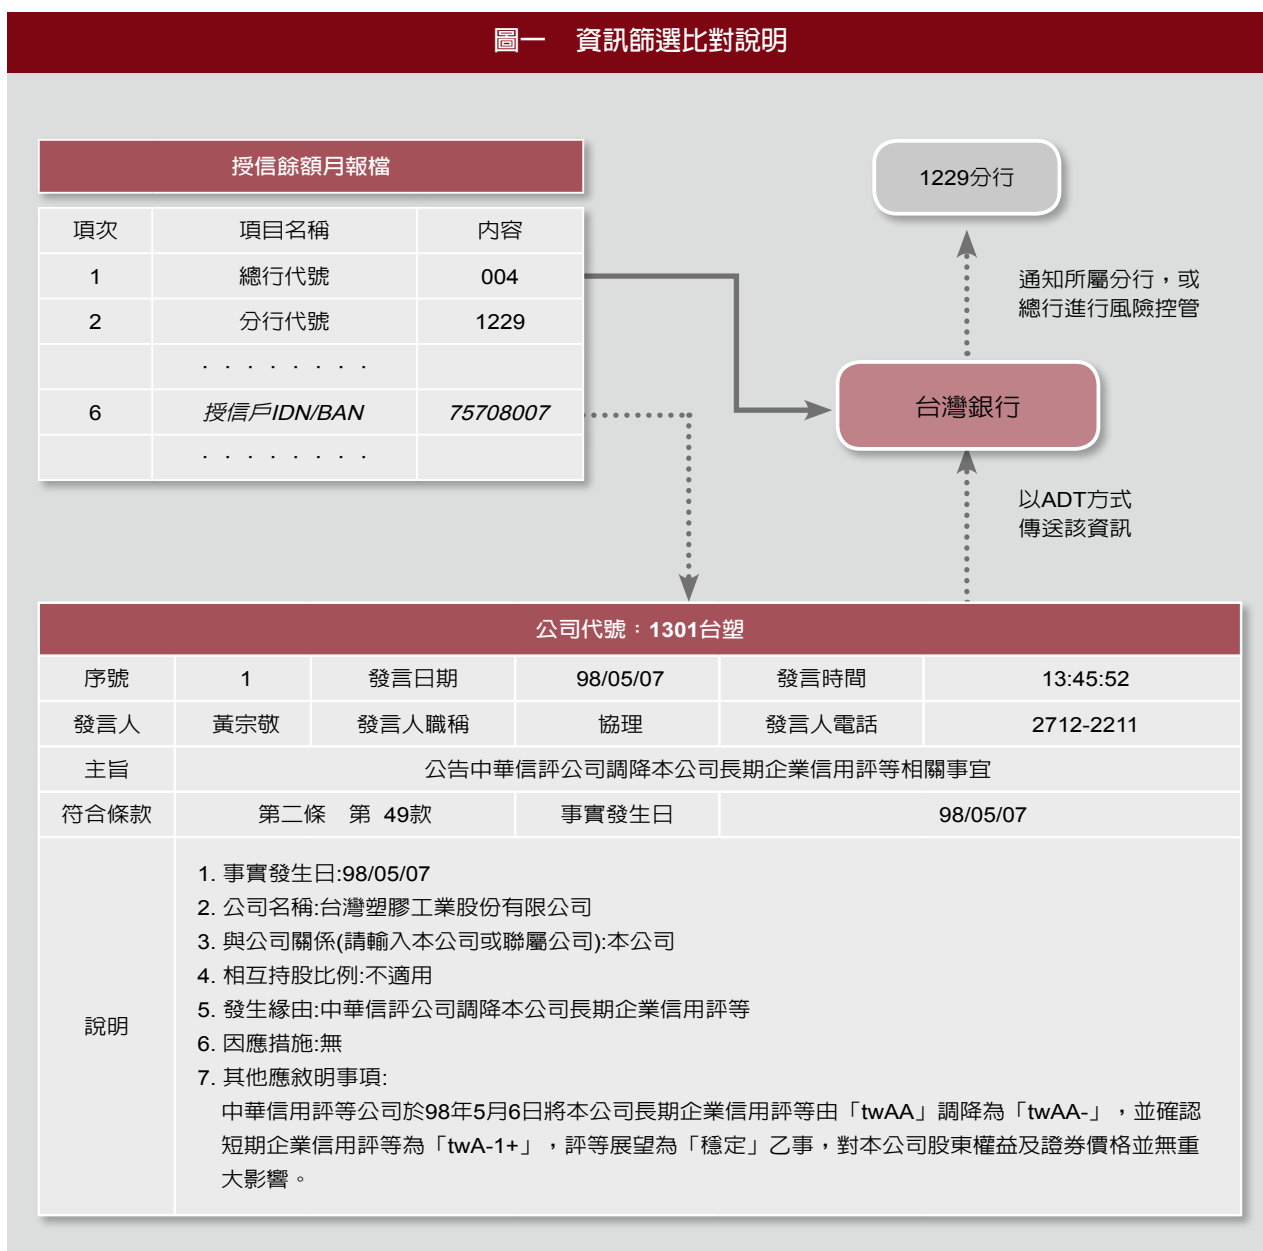 圖一　資訊篩選比對說明
授信餘額月報檔
項次 項目名稱 內容
1 總行代號 004
2 分行代號 1229
. . . . . . . .
6 授信戶IDN/BAN 75708007
. . . . . . . .
1229分行
通知所屬分行，或
總行進行風險控管
台灣銀行
以ADT方式
傳送該資訊
公司代號：1301台塑
序號 1 發言日期 98/05/07 發言時間 13:45:52
發言人 黃宗敬 發言人職稱 協理 發言人電話 2712-2211
主旨 公告中華信評公司調降本公司長期企業信用評等相關事宜
符合條款 第二條　第 49款 事實發生日 98/05/07
說明
1. 事實發生日:98/05/07
2. 公司名稱:台灣塑膠工業股份有限公司
3. 與公司關係(請輸入本公司或聯屬公司):本公司
4. 相互持股比例:不適用
5. 發生緣由:中華信評公司調降本公司長期企業信用評等
6. 因應措施:無
7. 其他應敘明事項:
中華信用評等公司於98年5月6日將本公司長期企業信用評等由「twAA」調降為「twAA-」，並確認
短期企業信用評等為「twA-1+」，評等展望為「穩定」乙事，對本公司股東權益及證券價格並無重
大影響。